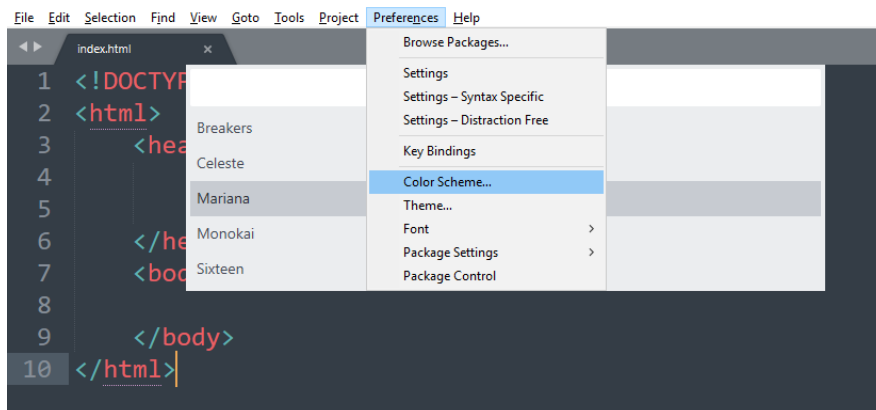 File Edit Selection Find View Goto Tools Project Preferences Help
index.html ×
Browse Packages...
Settings
Settings – Syntax Specific
Settings – Distraction Free
Key Bindings
Color Scheme...
Theme...
Font >
Package Settings >
Package Control
Breakers
Celeste
Mariana
Monokai
Sixteen
1 <!DOCTYP
2 <html>
3 <hea
4
5
6 </he
7 <bod
8
9 </body>
10 </html>